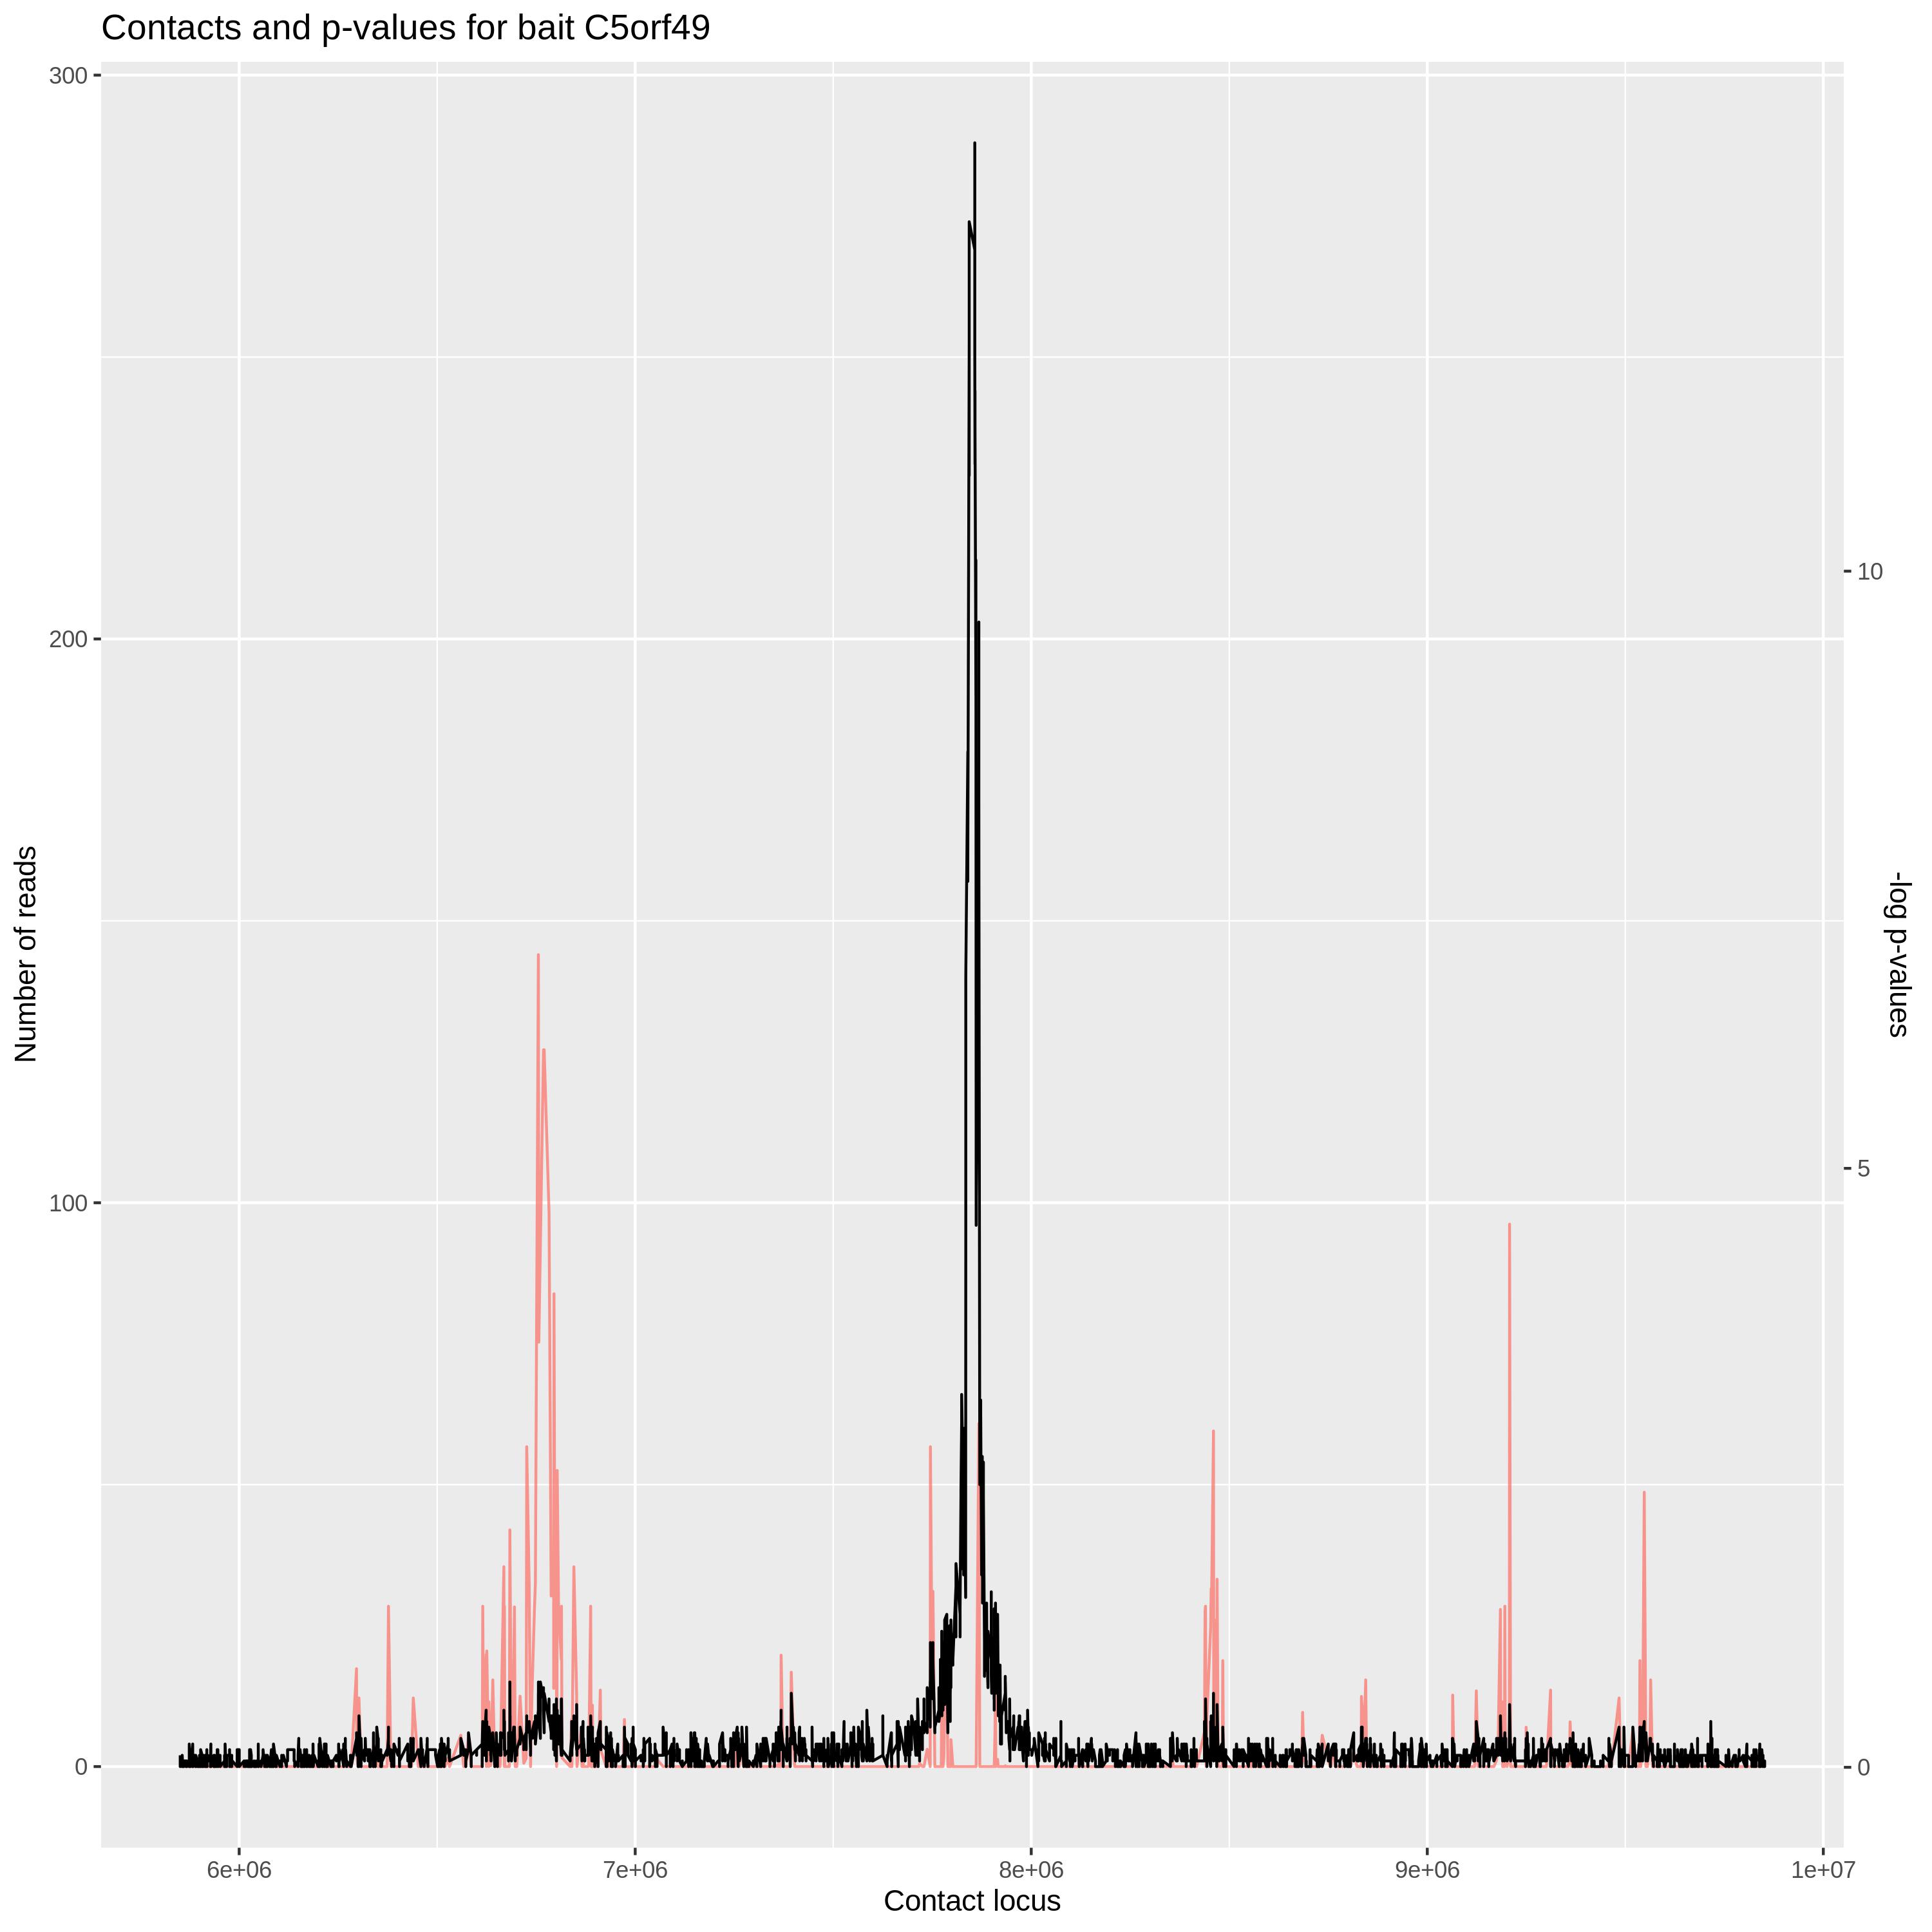 Contacts and p-values for bait C5orf49
300
200
100
0
Number of reads
10
5
0
-log p-values
6e+06
7e+06
8e+06
9e+06
1e+07
Contact locus